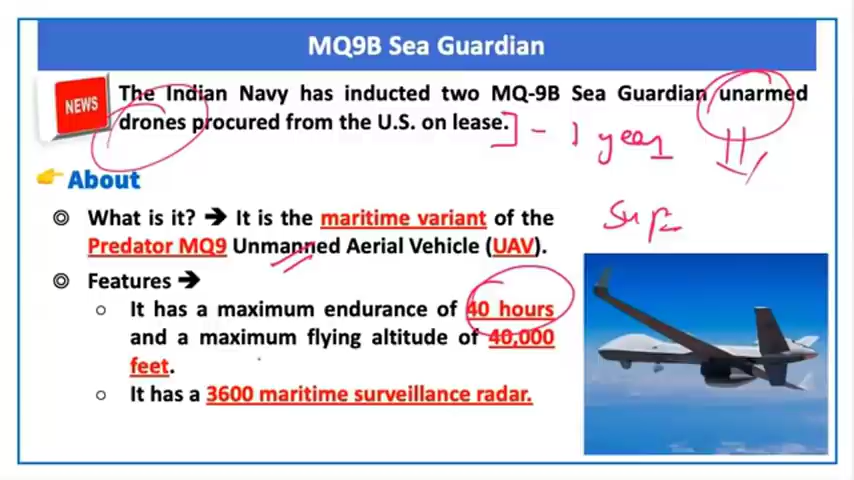 MQ9B Sea Guardian
NEWS
The Indian Navy has inducted two MQ-9B Sea Guardian unarmed
drones procured from the U.S. on lease.
] - 1 year
About
What is it? ➔ It is the maritime variant of the
Predator MQ9 Unmanned Aerial Vehicle (UAV).
Features ➔
It has a maximum endurance of 40 hours
and a maximum flying altitude of 40,000
feet.
It has a 3600 maritime surveillance radar.